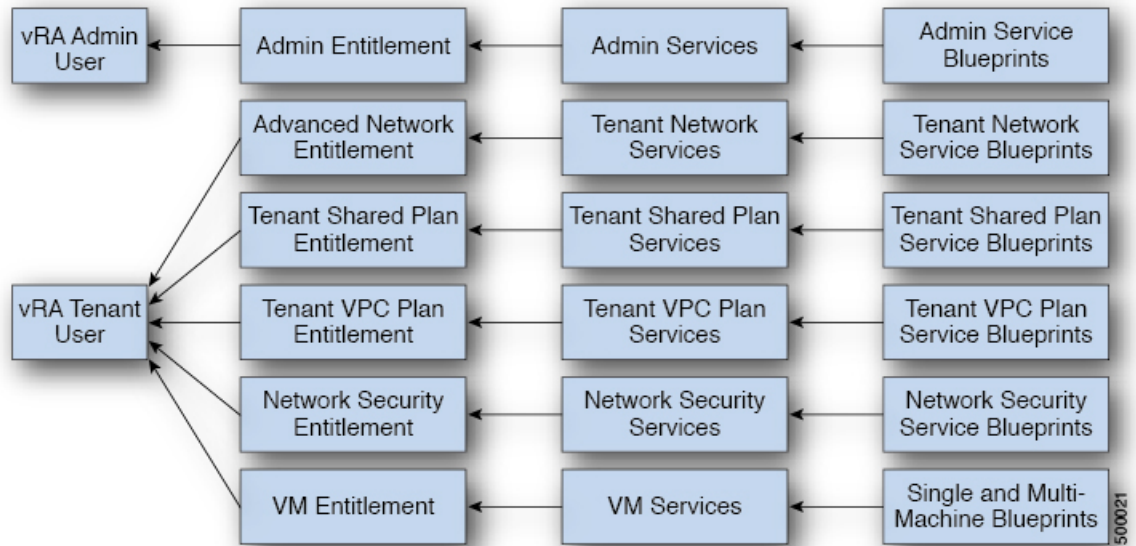 vRA Admin
User
Admin Entitlement
Admin Services
Admin Service
Blueprints
Advanced Network
Entitlement
Tenant Network
Services
Tenant Network
Service Blueprints
Tenant Shared Plan
Entitlement
Tenant Shared Plan
Services
Tenant Shared Plan
Service Blueprints
vRA Tenant
User
Tenant VPC Plan
Entitlement
Tenant VPC Plan
Services
Tenant VPC Plan
Service Blueprints
Network Security
Entitlement
Network Security
Services
Network Security
Service Blueprints
VM Entitlement
VM Services
Single and Multi-
Machine Blueprints
500021